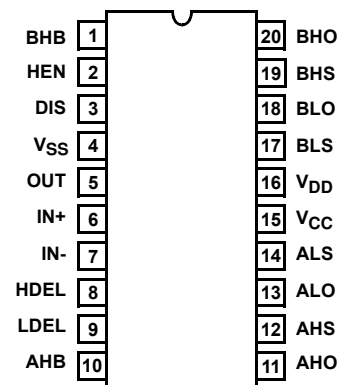 BHB 1 20 BHO
HEN 2 19 BHS
DIS 3 18 BLO
VSS 4 17 BLS
OUT 5 16 VDD
IN+ 6 15 VCC
IN- 7 14 ALS
HDEL 8 13 ALO
LDEL 9 12 AHS
AHB 10 11 AHO